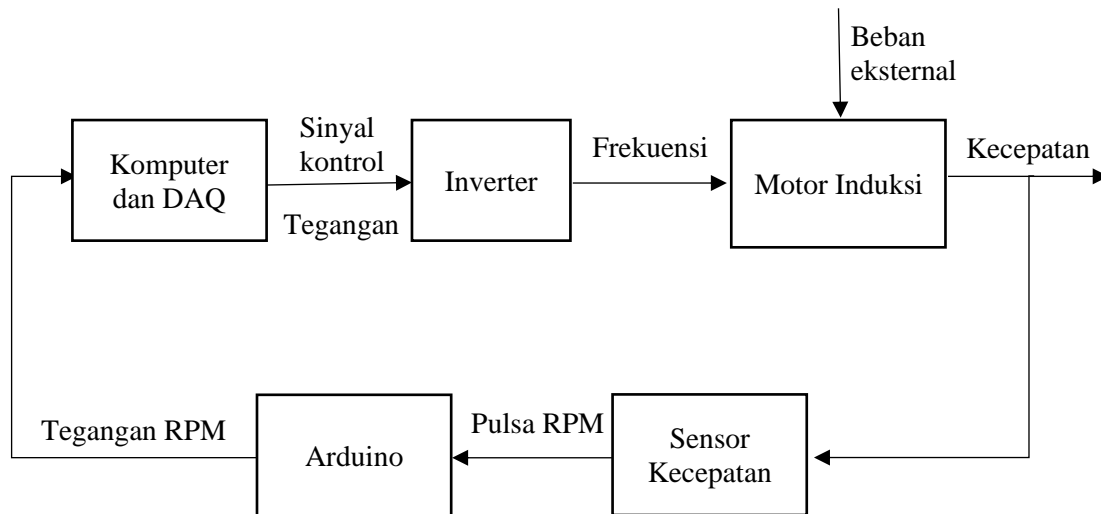 Beban
eksternal
Komputer
dan DAQ
Sinyal
kontrol
Tegangan
Inverter
Frekuensi
Motor Induksi
Kecepatan
Tegangan RPM
Arduino
Pulsa RPM
Sensor
Kecepatan